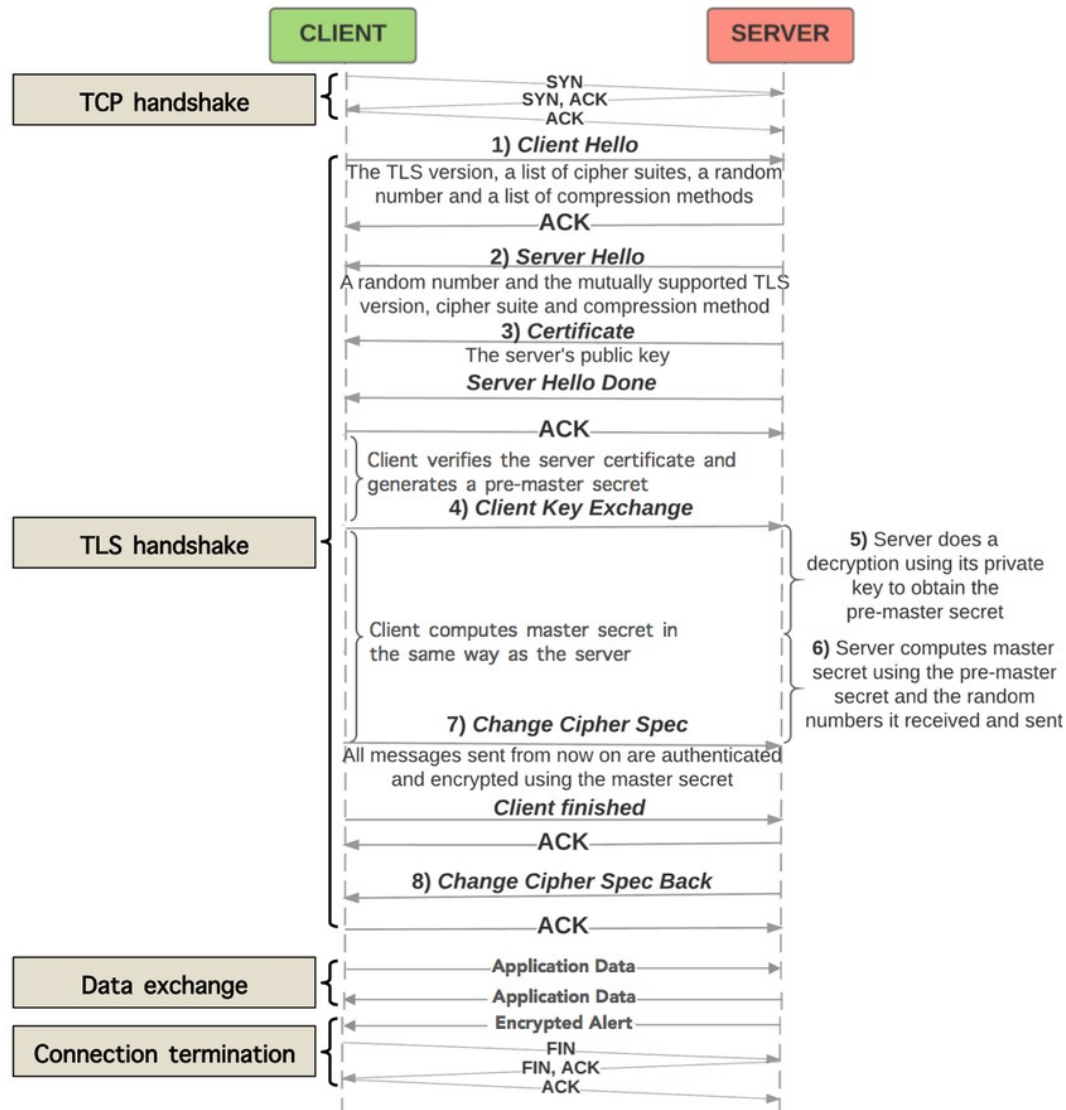 CLIENT
SERVER
TCP handshake
SYN
SYN, ACK
ACK
1) Client Hello
The TLS version, a list of cipher suites, a random
number and a list of compression methods
ACK
2) Server Hello
A random number and the mutually supported TLS
version, cipher suite and compression method
3) Certificate
The server's public key
Server Hello Done
ACK
Client verifies the server certificate and
generates a pre-master secret
4) Client Key Exchange
TLS handshake
5) Server does a
decryption using its private
key to obtain the
pre-master secret
Client computes master secret in
the same way as the server
6) Server computes master
secret using the pre-master
secret and the random
numbers it received and sent
7) Change Cipher Spec
All messages sent from now on are authenticated
and encrypted using the master secret
Client finished
ACK
8) Change Cipher Spec Back
ACK
Data exchange
Application Data
Application Data
Connection termination
Encrypted Alert
FIN
FIN, ACK
ACK